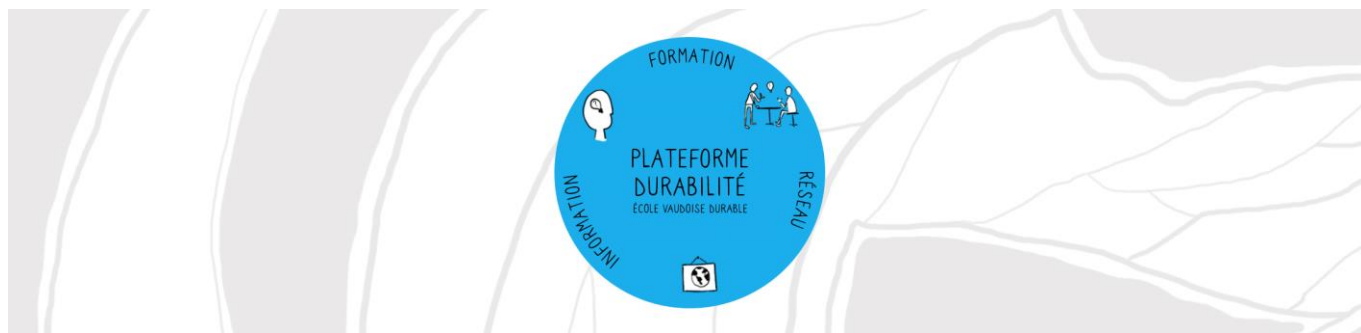 FORMATION
PLATEFORME
DURABILITÉ
ÉCOLE VAUDOISE DURABLE
RÉSEAU
INFORMATION